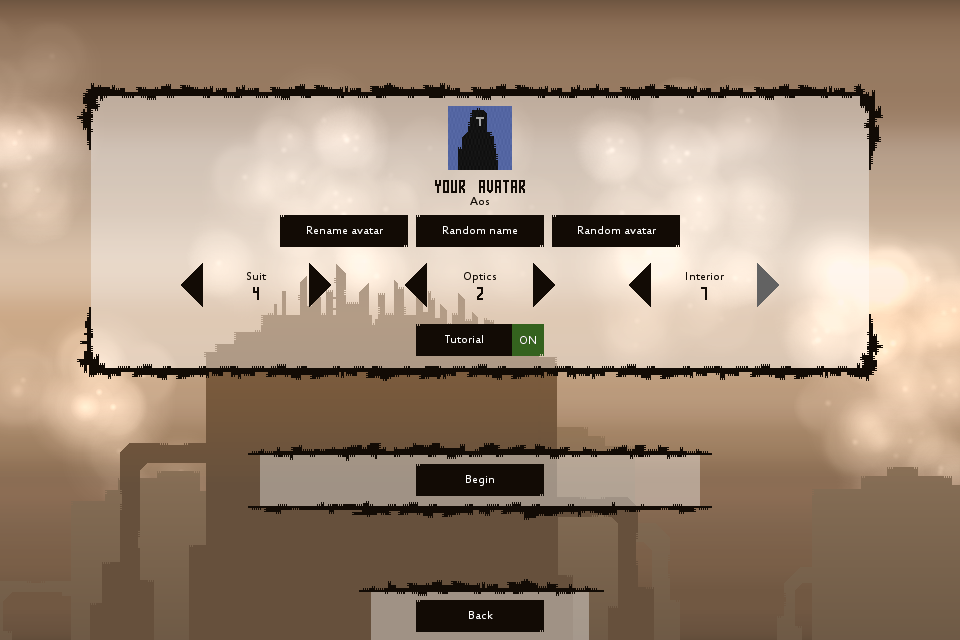 YOUR AVATAR
Aos
Rename avatar
Random name
Random avatar
Suit
4
Optics
2
Interior
7
Tutorial ON
Begin
Back